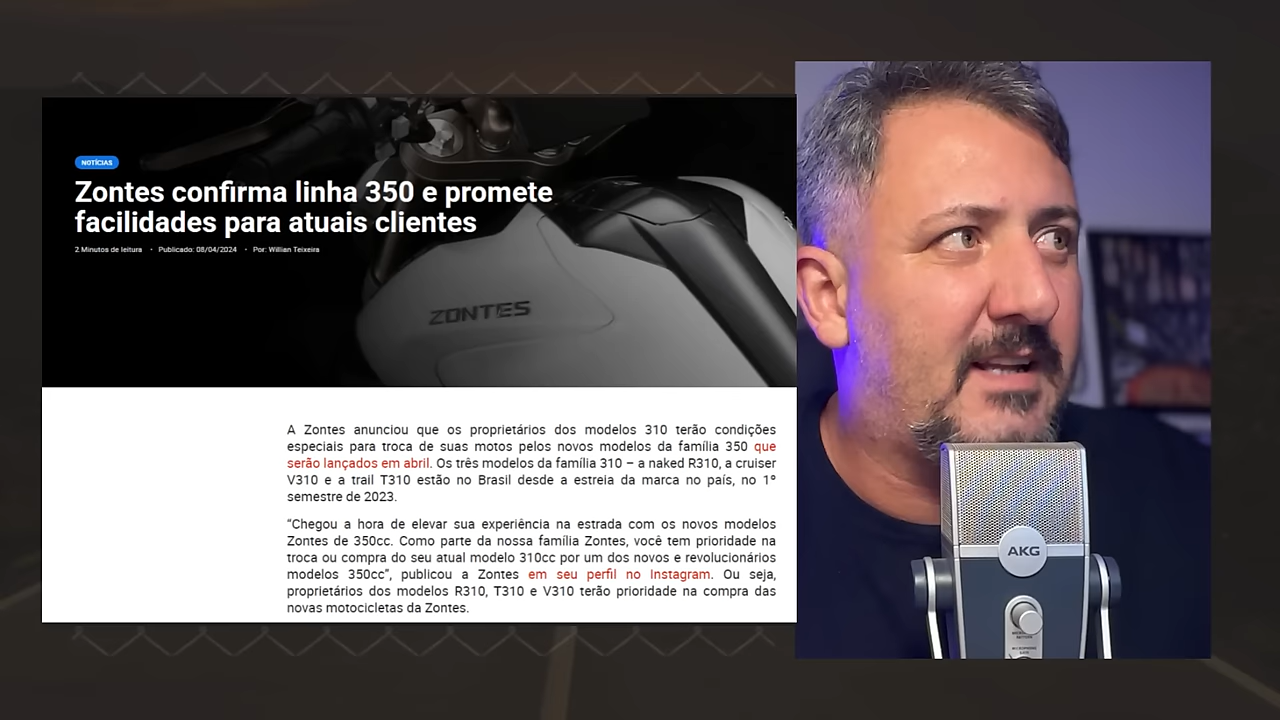 NOTÍCIAS
Zontes confirma linha 350 e promete
facilidades para atuais clientes
2 Minutos de leitura • Publicado: 08/04/2024 • Por: Willian Teixeira
ZONTES
A Zontes anunciou que os proprietários dos modelos 310 terão condições
especiais para troca de suas motos pelos novos modelos da família 350 que
serão lançados em abril. Os três modelos da família 310 – a naked R310, a cruiser
V310 e a trail T310 estão no Brasil desde a estreia da marca no país, no 1º
semestre de 2023.
“Chegou a hora de elevar sua experiência na estrada com os novos modelos
Zontes de 350cc. Como parte da nossa família Zontes, você tem prioridade na
troca ou compra do seu atual modelo 310cc por um dos novos e revolucionários
modelos 350cc”, publicou a Zontes em seu perfil no Instagram. Ou seja,
proprietários dos modelos R310, T310 e V310 terão prioridade na compra das
novas motocicletas da Zontes.
AKG